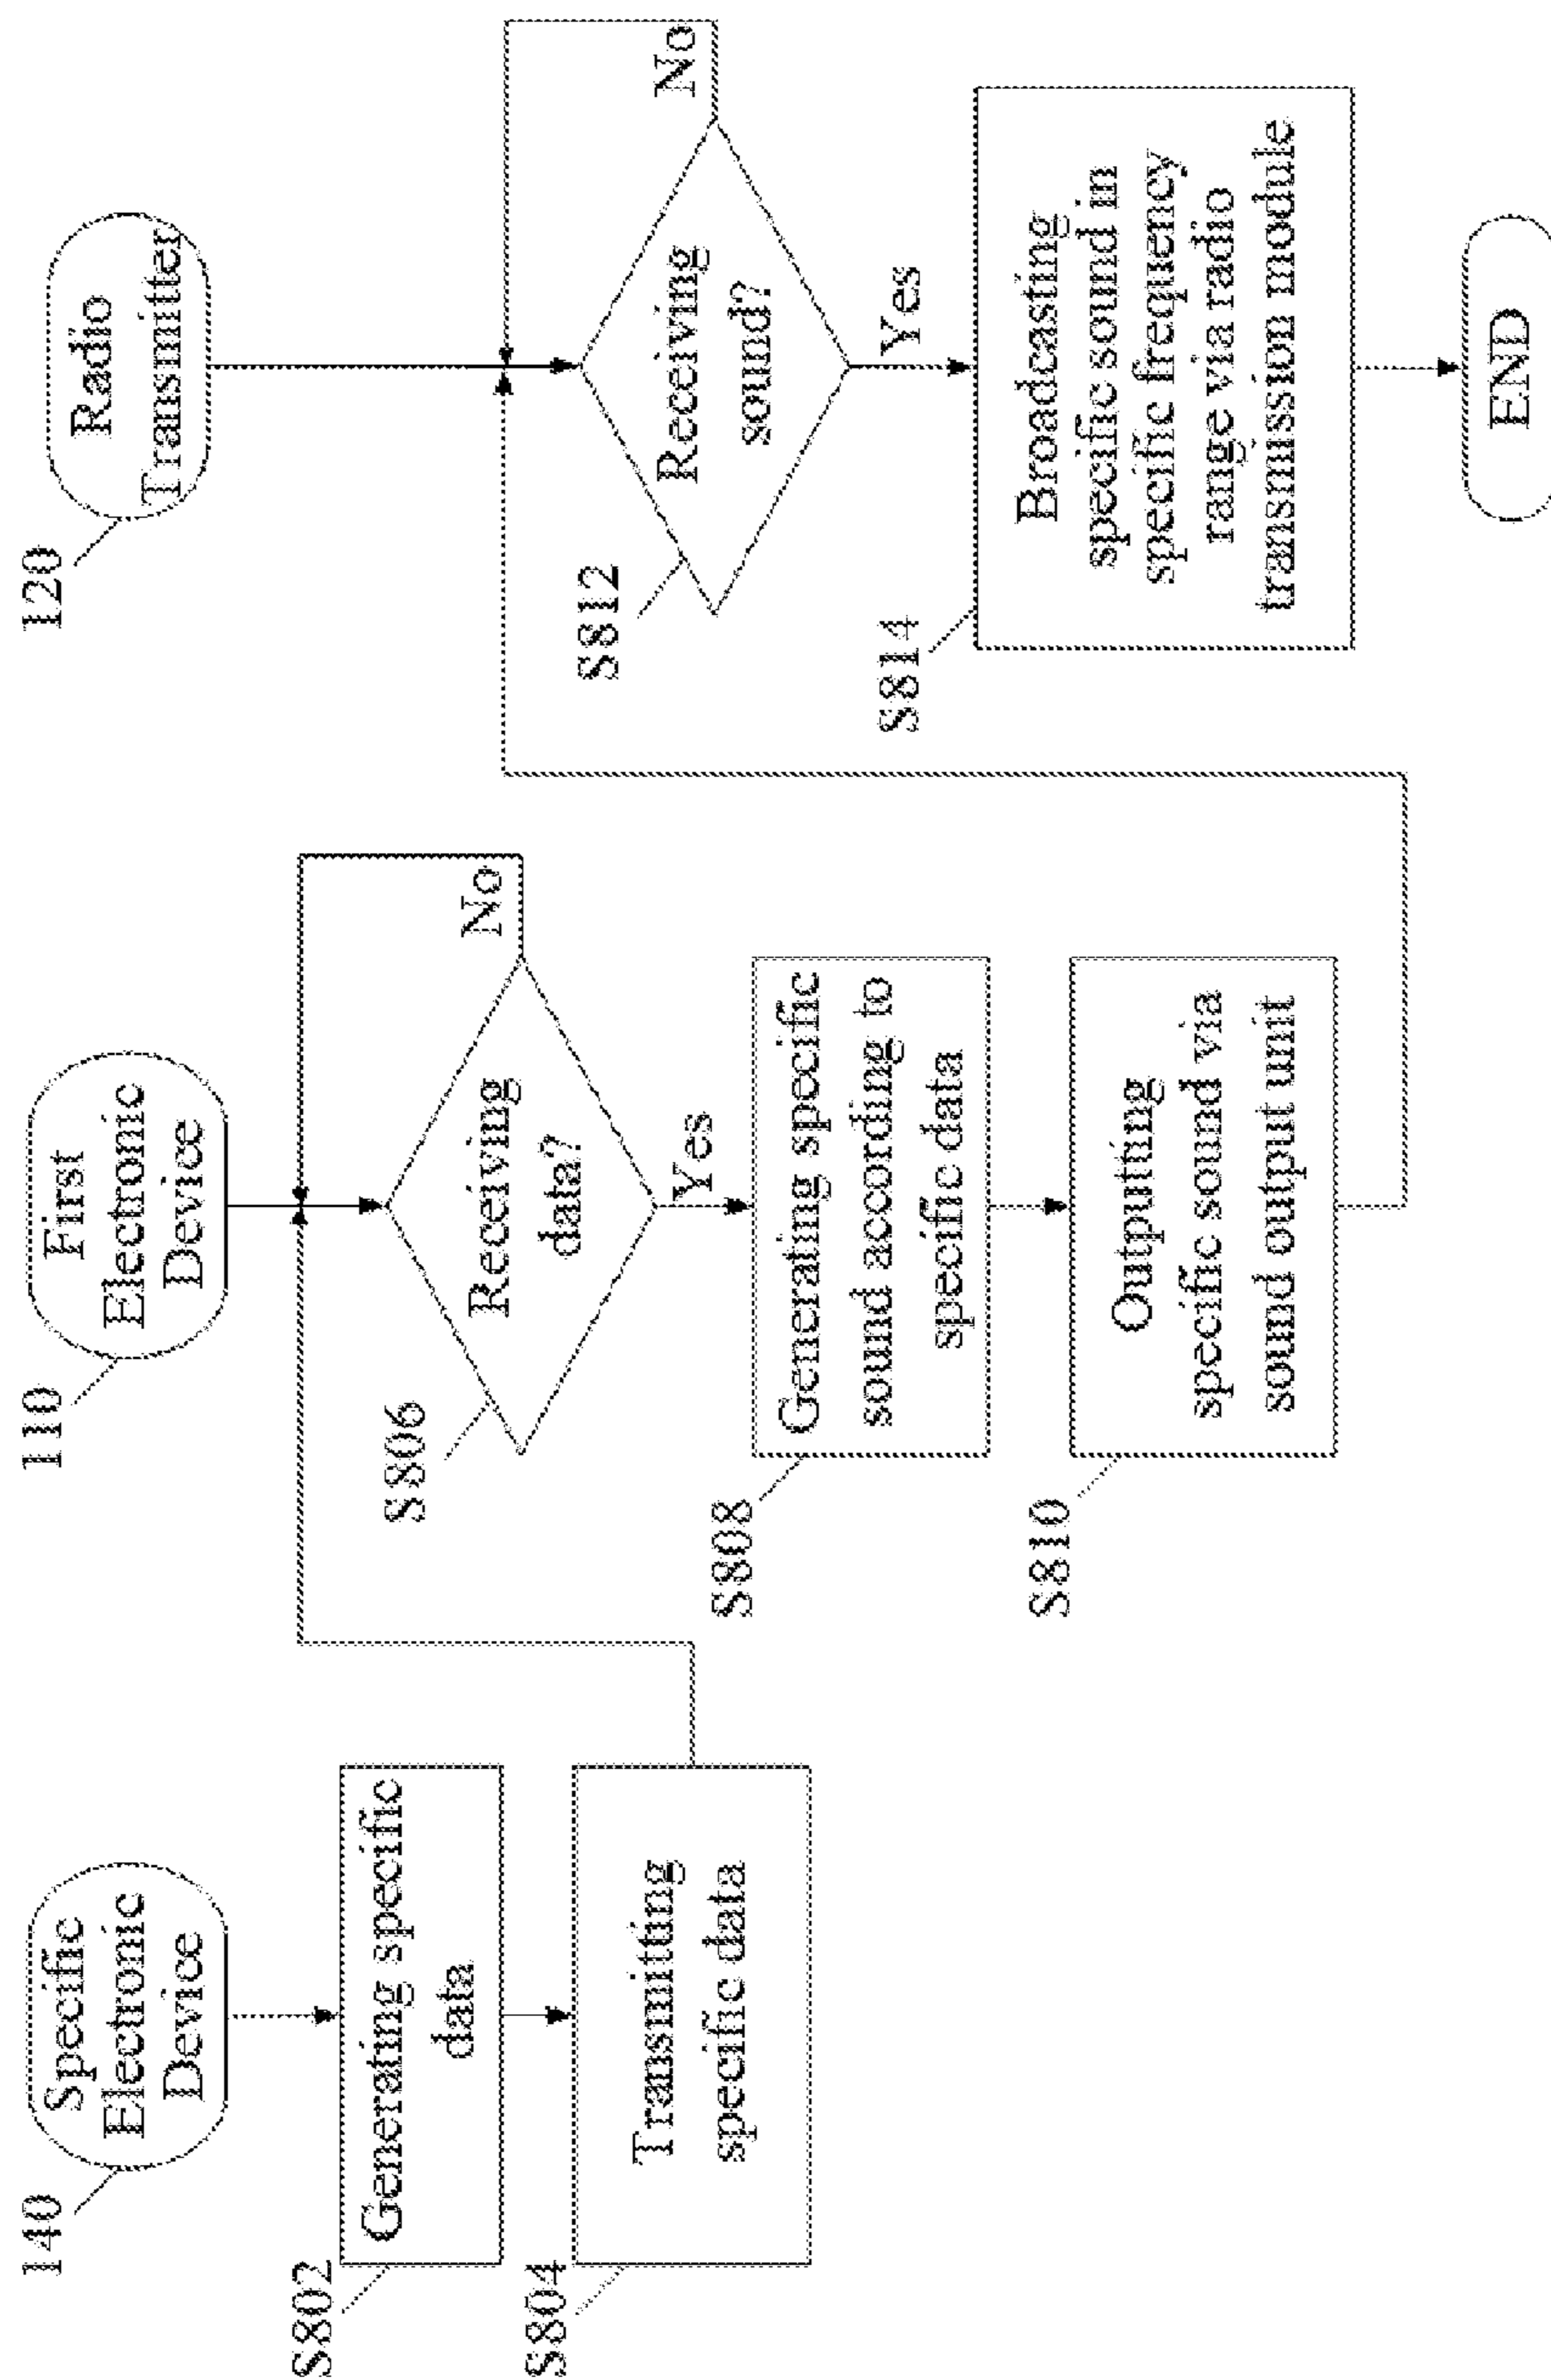 140
Specific
Electronic
Device
S802
Generating specific
data
S804
Transmitting
specific data
110
First
Electronic
Device
S806
Receiving
data?
No
Yes
S808
Generating specific
sound according to
specific data
S810
Outputting
specific sound via
sound output unit
120
Radio
Transmitter
S812
Receiving
sound?
No
Yes
S814
Broadcasting
specific sound in
specific frequency
range via radio
transmission module
END